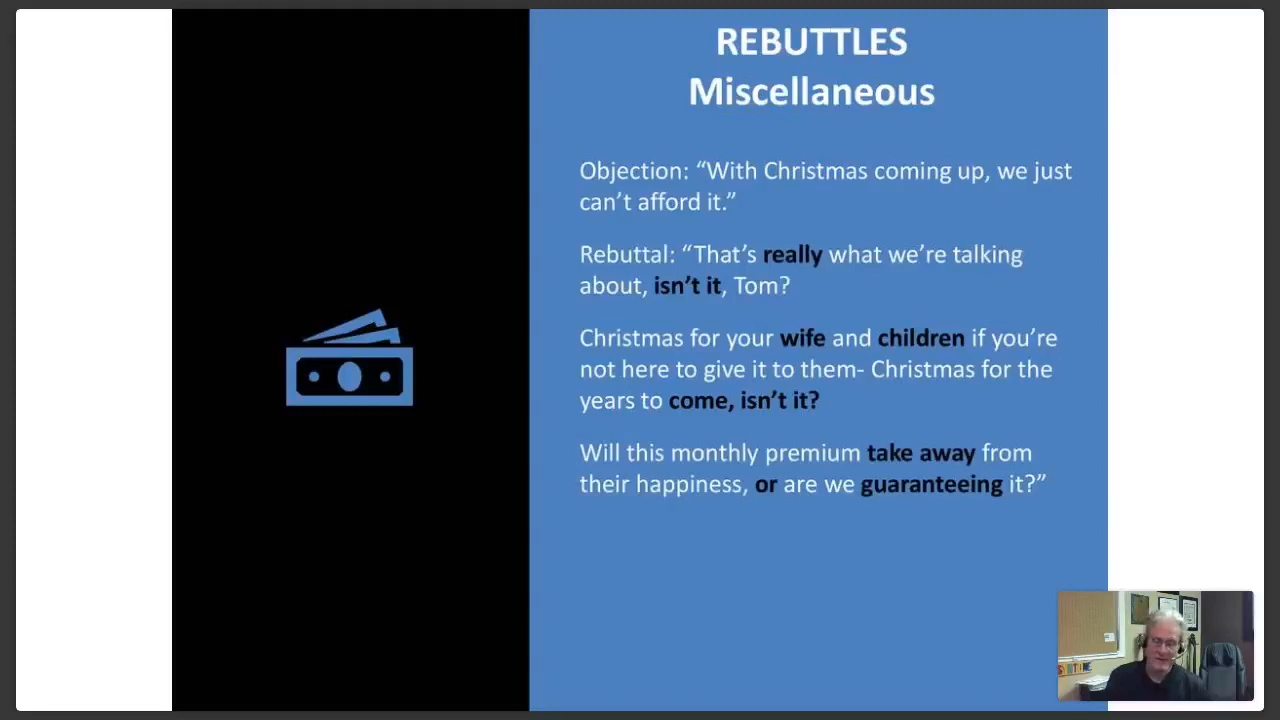 REBUTTLES
Miscellaneous
Objection: “With Christmas coming up, we just
can’t afford it.”
Rebuttal: “That’s really what we’re talking
about, isn’t it, Tom?
Christmas for your wife and children if you’re
not here to give it to them- Christmas for the
years to come, isn’t it?
Will this monthly premium take away from
their happiness, or are we guaranteeing it?”